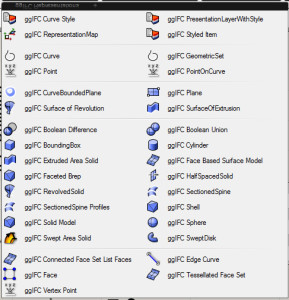 ggIFC Curve Style
ggIFC PresentationLayerWithStyle
ggIFC RepresentationMap
ggIFC Styled Item
ggIFC Curve
ggIFC GeometricSet
ggIFC Point
ggIFC PointOnCurve
ggIFC CurveBoundedPlane
ggIFC Plane
ggIFC Surface of Revolution
ggIFC SurfaceOfExtrusion
ggIFC Boolean Difference
ggIFC Boolean Union
ggIFC BoundingBox
ggIFC Cylinder
ggIFC Extruded Area Solid
ggIFC Face Based Surface Model
ggIFC Faceted Brep
ggIFC HalfSpacedSolid
ggIFC RevolvedSolid
ggIFC SectionedSpine
ggIFC SectionedSpine Profiles
ggIFC Shell
ggIFC Solid Model
ggIFC Sphere
ggIFC Swept Area Solid
ggIFC SweptDisk
ggIFC Connected Face Set List Faces
ggIFC Edge Curve
ggIFC Face
ggIFC Tessellated Face Set
ggIFC Vertex Point